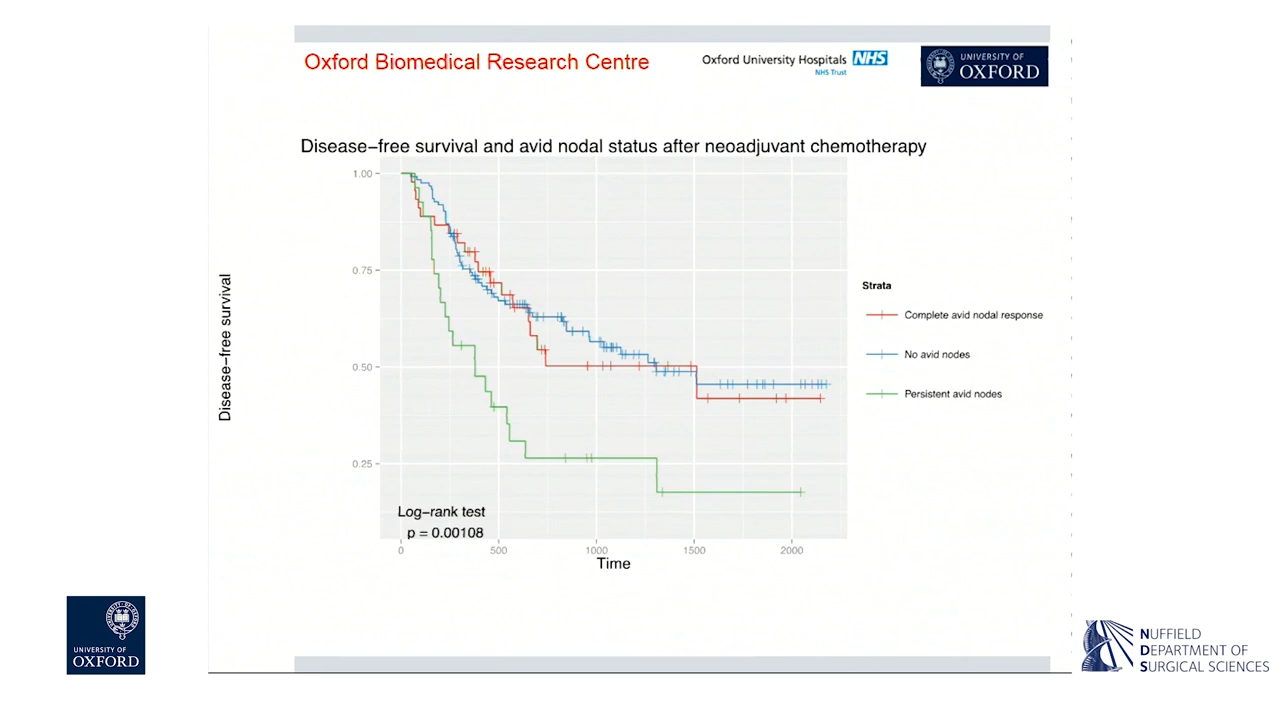 Oxford Biomedical Research Centre
Oxford University Hospitals NHS
NHS Trust
UNIVERSITY OF
OXFORD
Disease-free survival and avid nodal status after neoadjuvant chemotherapy
1.00
0.75
0.50
0.25
Disease-free survival
Log-rank test
p = 0.00108
0
500
1000
1500
2000
Time
Strata
Complete avid nodal response
No avid nodes
Persistent avid nodes
UNIVERSITY OF
OXFORD
NUFFIELD
DEPARTMENT OF
SURGICAL SCIENCES